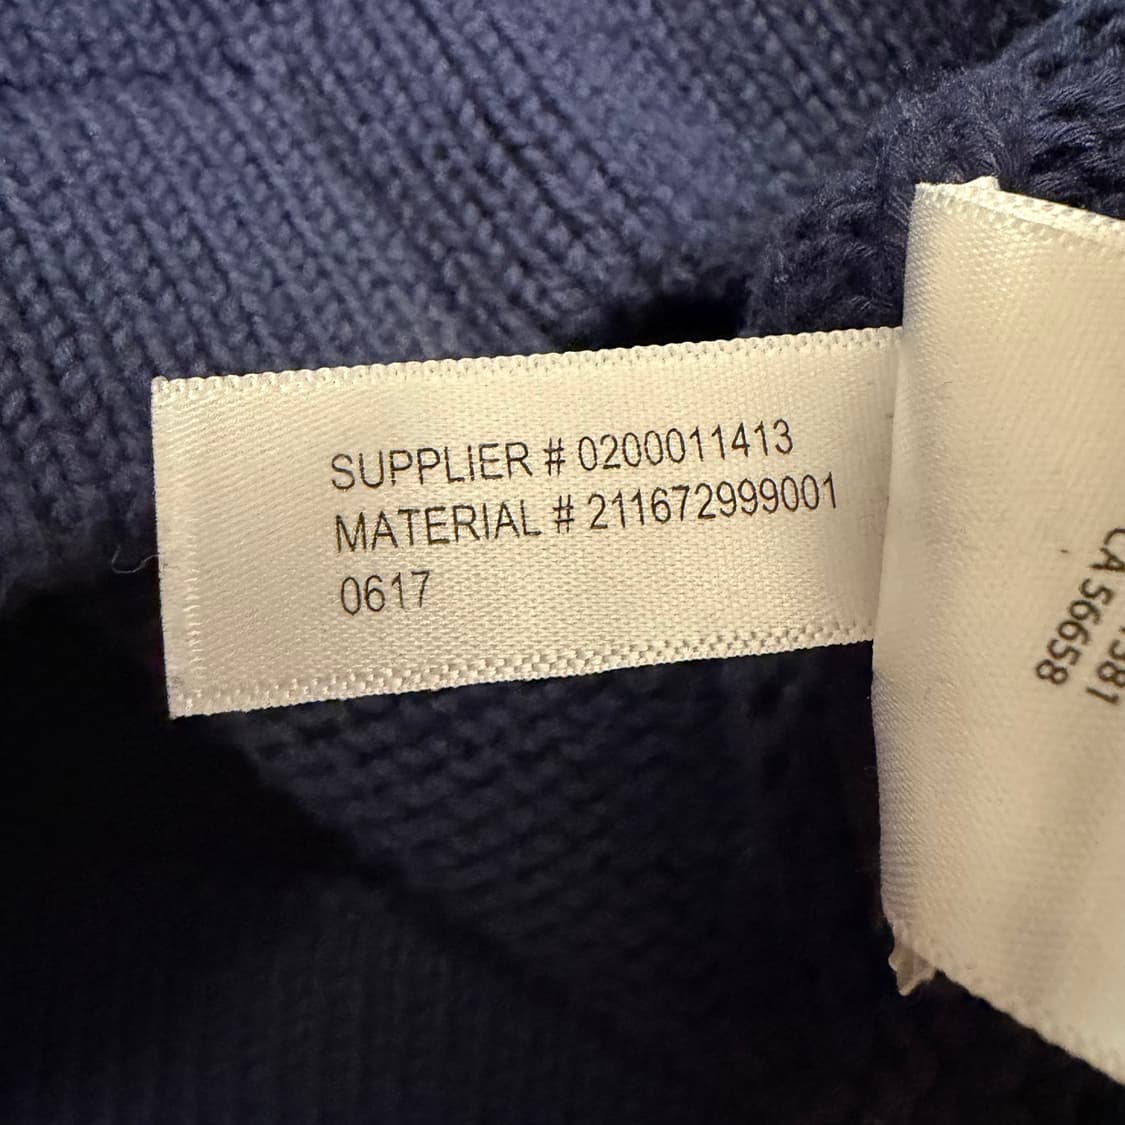 SUPPLIER # 0200011413
MATERIAL # 211672999001
0617
CA 56658